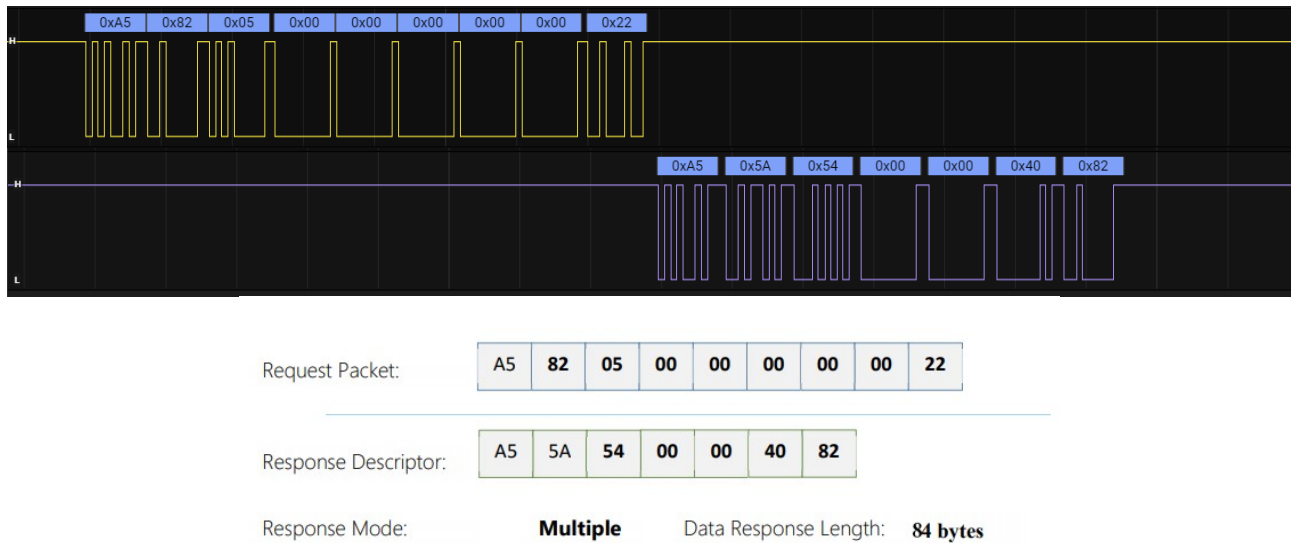 0xA5 0x82 0x05 0x00 0x00 0x00 0x00 0x00 0x22
H
L
0xA5 0x5A 0x54 0x00 0x00 0x40 0x82
H
L
Request Packet: A5 82 05 00 00 00 00 00 22
Response Descriptor: A5 5A 54 00 00 40 82
Response Mode: Multiple Data Response Length: 84 bytes